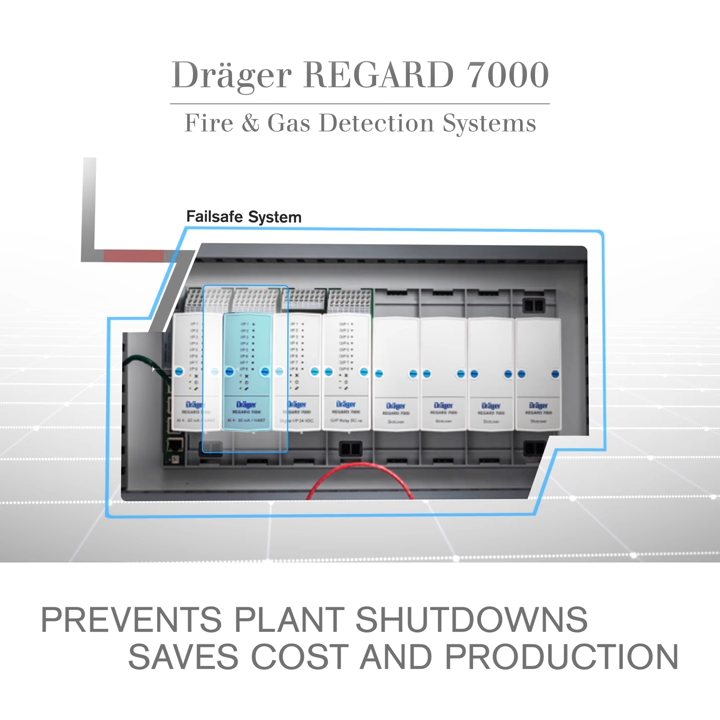 Dräger REGARD 7000
Fire & Gas Detection Systems
Failsafe System
Dräger Dräger Dräger Dräger Dräger Dräger Dräger Dräger
REGARD 7000 REGARD 7000 REGARD 7000 REGARD 7000 REGARD 7000 REGARD 7000 REGARD 7000 REGARD 7000
PREVENTS PLANT SHUTDOWNS
SAVES COST AND PRODUCTION